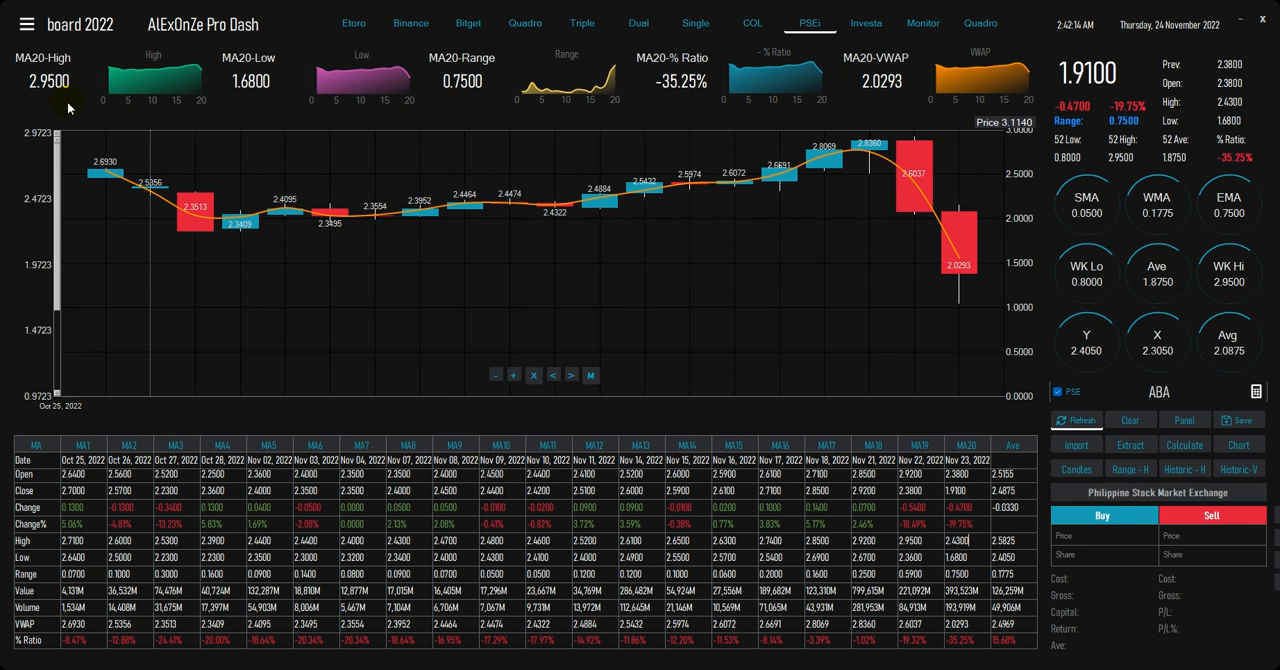 board 2022 AlExOnZe Pro Dash Etoro Binance Bitget Quadro Triple Dual Single COL PSEi Investa Monitor Quadro 2:42:14 AM Thursday, 24 November 2022 – X
MA20-High 2.9500 High 0 5 10 15 20
MA20-Low 1.6800 Low 0 5 10 15 20
MA20-Range 0.7500 Range 0 5 10 15 20
MA20-% Ratio -35.25% - % Ratio 0 5 10 15 20
MA20-VWAP 2.0293 VWAP 0 5 10 15 20
1.9100
-0.4700 -19.75%
Range: 0.7500
Prev: 2.3800
Open: 2.3800
High: 2.4300
Low: 1.6800
52 Low: 52 High: 52 Ave: % Ratio:
0.8000 2.9500 1.8750 -35.25%
Price 3.1140
2.9723
2.4723
1.9723
1.4723
0.9723
2.6930 2.5356 2.3513 2.3409 2.4095 2.3495 2.3554 2.3952 2.4464 2.4474 2.4322 2.4884 2.5432 2.5974 2.6072 2.6691 2.8069 2.8360 2.6037 2.0293
3.0000
2.5000
2.0000
1.5000
1.0000
0.5000
0.0000
Oct 25, 2022
– + X < > M
SMA WMA EMA
0.0500 0.1775 0.7500
WK Lo Ave WK Hi
0.8000 1.8750 2.9500
Y X Avg
2.4050 2.3050 2.0875
PSE ABA
Refresh Clear Panel Save
Import Extract Calculate Chart
Candles Range - H Historic - H Historic-V
Philippine Stock Market Exchange
Buy Sell
Price Price
Share Share
Cost: Cost:
Gross: Gross:
Capital: P/L:
Return: P/L%:
Ave:
MA MA1 MA2 MA3 MA4 MA5 MA6 MA7 MA8 MA9 MA10 MA11 MA12 MA13 MA14 MA15 MA16 MA17 MA18 MA19 MA20 Ave
Date Oct 25, 2022 Oct 26, 2022 Oct 27, 2022 Oct 28, 2022 Nov 02, 2022 Nov 03, 2022 Nov 04, 2022 Nov 07, 2022 Nov 08, 2022 Nov 09, 2022 Nov 10, 2022 Nov 11, 2022 Nov 14, 2022 Nov 15, 2022 Nov 16, 2022 Nov 17, 2022 Nov 18, 2022 Nov 21, 2022 Nov 22, 2022 Nov 23, 2022
Open 2.6400 2.5600 2.5200 2.2500 2.3600 2.4000 2.3500 2.3500 2.4000 2.4500 2.4400 2.4100 2.5200 2.6000 2.5900 2.6100 2.7100 2.8500 2.9200 2.3800 2.5155
Close 2.7000 2.5700 2.2300 2.3600 2.4000 2.3500 2.3500 2.4000 2.4500 2.4400 2.4200 2.5100 2.6000 2.5900 2.6100 2.7100 2.8500 2.9200 2.3800 1.9100 2.4875
Change 0.1300 -0.1300 -0.3400 0.1300 0.0400 -0.0500 0.0000 0.0500 0.0500 -0.0100 -0.0200 0.0900 0.0900 -0.0100 0.0200 0.1000 0.1400 0.0700 -0.5400 -0.4700 -0.0330
Change% 5.06% -4.81% -13.23% 5.83% 1.69% -2.08% 0.0000 2.13% 2.08% -0.41% -0.82% 3.72% 3.59% -0.38% 0.77% 3.83% 5.17% 2.46% -18.49% -19.75%
High 2.7100 2.6000 2.5300 2.3900 2.4400 2.4400 2.4000 2.4300 2.4700 2.4800 2.4600 2.5200 2.6100 2.6500 2.6300 2.7400 2.8500 2.9200 2.9500 2.4300 2.5825
Low 2.6400 2.5000 2.2300 2.2300 2.3500 2.3000 2.3200 2.3400 2.4000 2.4300 2.4100 2.4000 2.4900 2.5500 2.5700 2.5400 2.6900 2.6700 2.3600 1.6800 2.4050
Range 0.0700 0.1000 0.3000 0.1600 0.0900 0.1400 0.0800 0.0900 0.0700 0.0500 0.0500 0.1200 0.1200 0.1000 0.0600 0.2000 0.1600 0.2500 0.5900 0.7500 0.1775
Value 4,131M 36,532M 74,476M 40,724M 132,287M 18,810M 12,877M 17,015M 16,405M 17,296M 23,667M 34,769M 286,482M 54,924M 27,556M 189,682M 123,310M 799,615M 221,092M 393,523M 126,259M
Volume 1,534M 14,408M 31,675M 17,397M 54,903M 8,006M 5,467M 7,104M 6,706M 7,067M 9,731M 13,972M 112,645M 21,146M 10,569M 71,065M 43,931M 281,953M 84,913M 193,919M 49,906M
VWAP 2.6930 2.5356 2.3513 2.3409 2.4095 2.3495 2.3554 2.3952 2.4464 2.4474 2.4322 2.4884 2.5432 2.5974 2.6072 2.6691 2.8069 2.8360 2.6037 2.0293 2.4969
% Ratio -8.47% -12.88% -24.41% -20.00% -18.64% -20.34% -20.34% -18.64% -16.95% -17.29% -17.97% -14.92% -11.86% -12.20% -11.53% -8.14% -3.39% -1.02% -19.32% -35.25% 15.68%